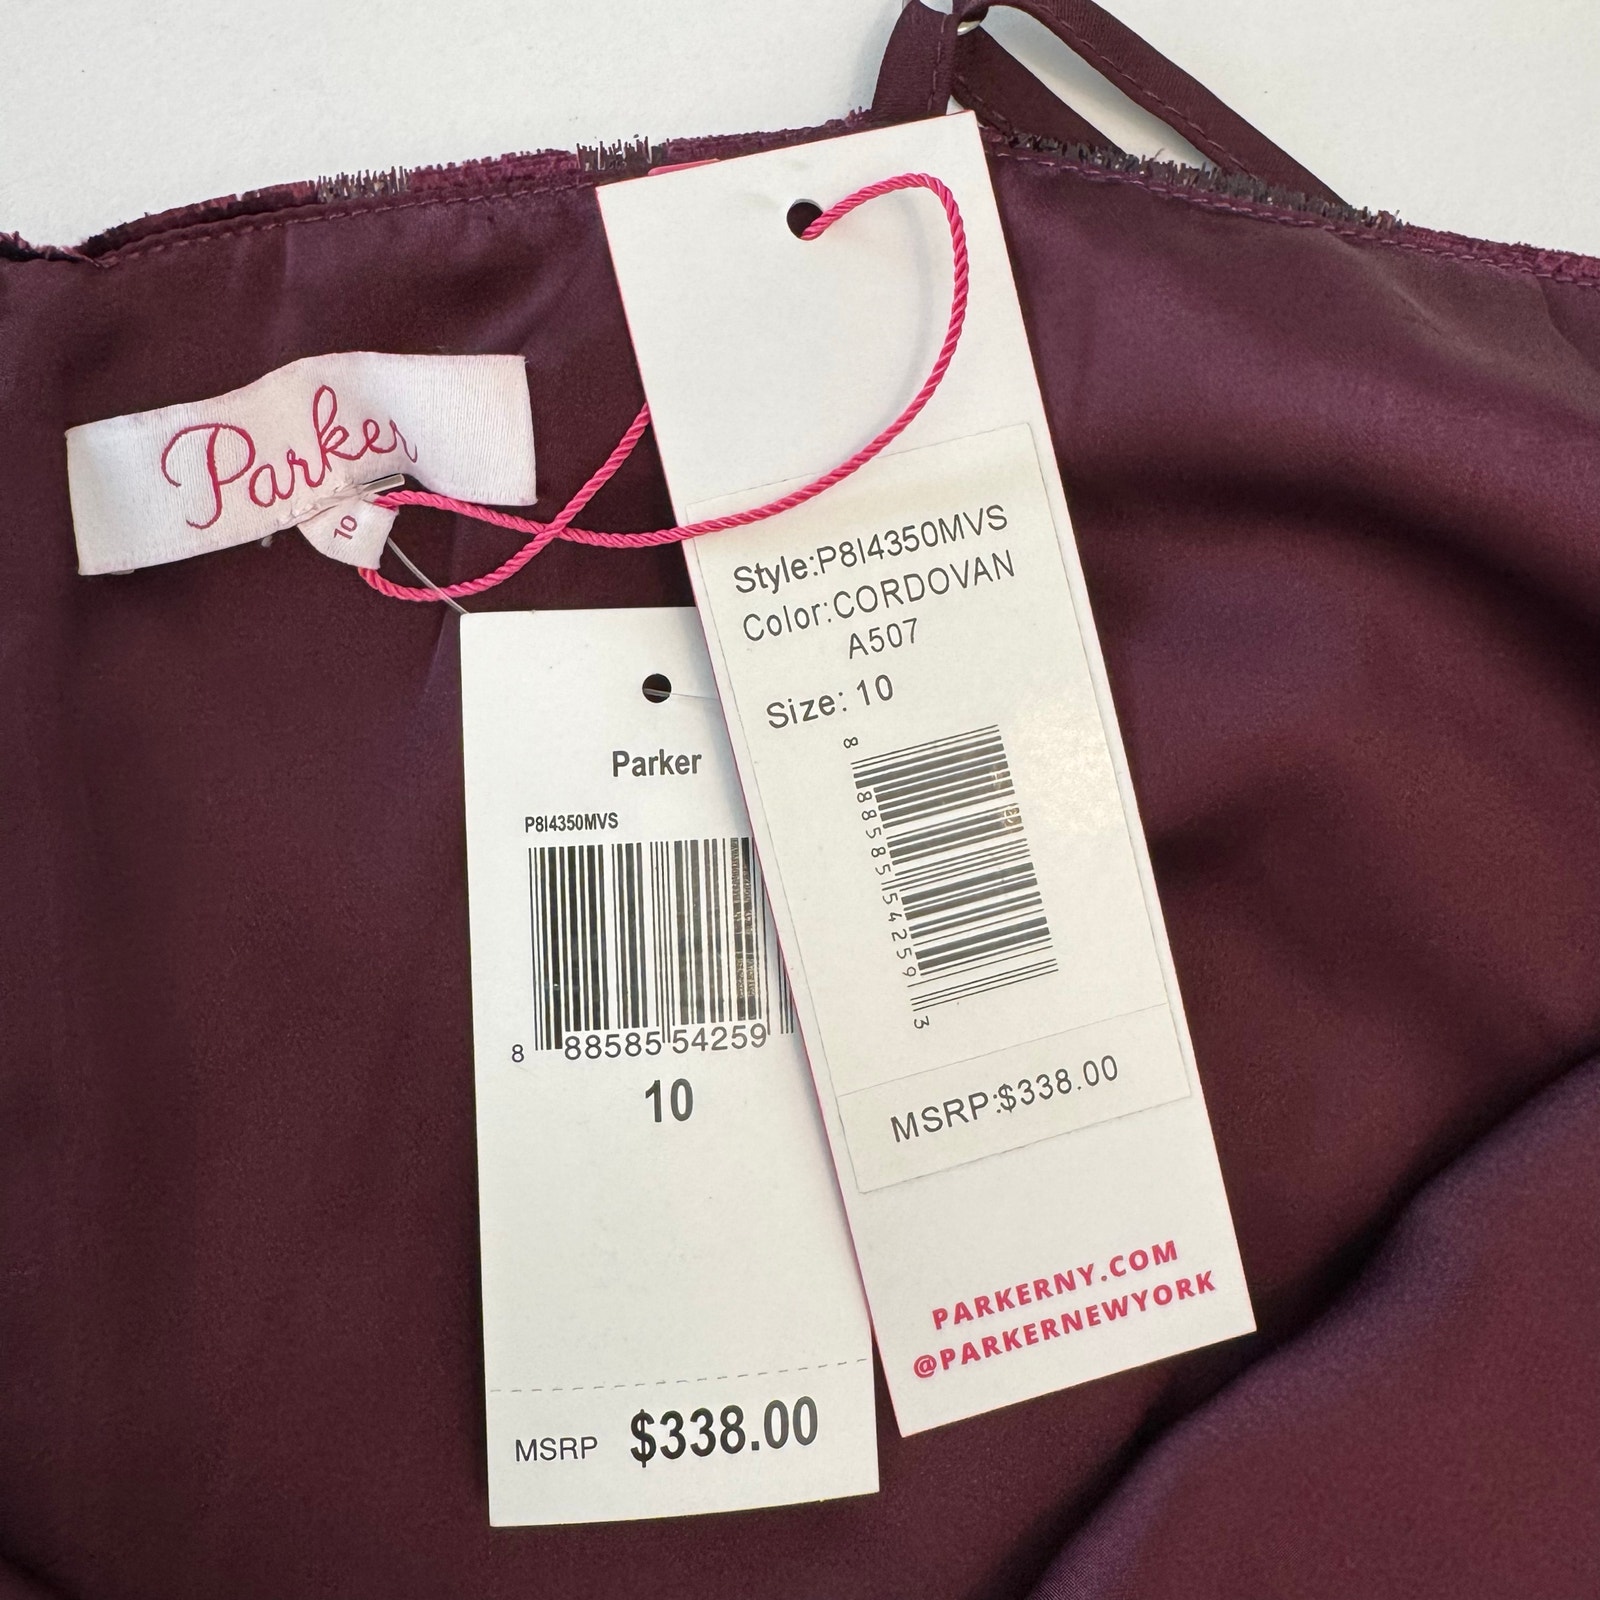 Parker
10
Parker
P8I4350MVS
8 88585 54259
10
MSRP $338.00
Style:P8I4350MVS
Color:CORDOVAN
A507
Size: 10
8 88585 54259 3
MSRP:$338.00
PARKERNY.COM
@PARKERNEWYORK